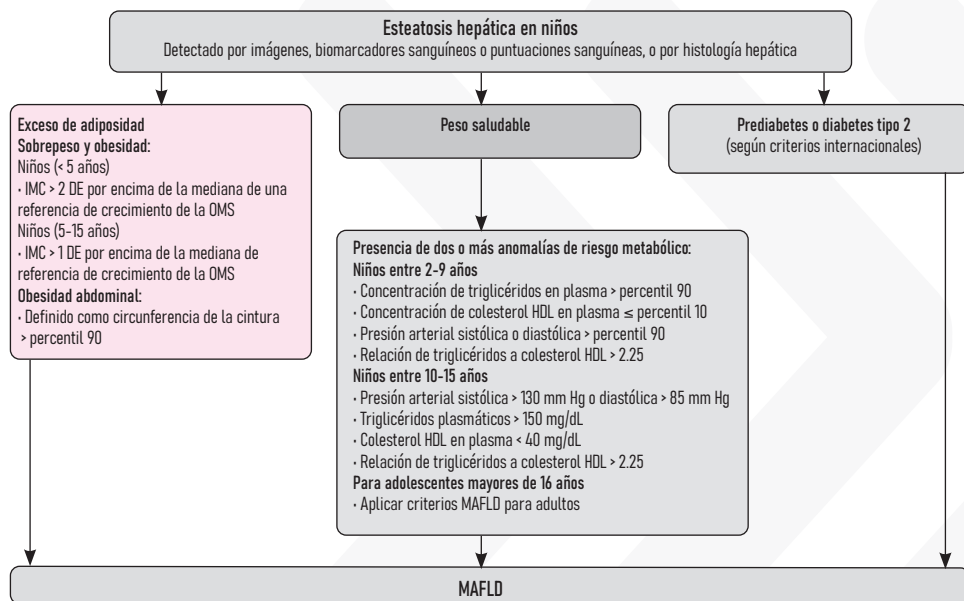 Esteatosis hepática en niños
Detectado por imágenes, biomarcadores sanguíneos o puntuaciones sanguíneas, o por histología hepática
Exceso de adiposidad
Sobrepeso y obesidad:
Niños (< 5 años)
· IMC > 2 DE por encima de la mediana de una
referencia de crecimiento de la OMS
Niños (5-15 años)
· IMC > 1 DE por encima de la mediana de
referencia de crecimiento de la OMS
Obesidad abdominal:
· Definido como circunferencia de la cintura
> percentil 90
Peso saludable
Prediabetes o diabetes tipo 2
(según criterios internacionales)
Presencia de dos o más anomalías de riesgo metabólico:
Niños entre 2-9 años
· Concentración de triglicéridos en plasma > percentil 90
· Concentración de colesterol HDL en plasma ≤ percentil 10
· Presión arterial sistólica o diastólica > percentil 90
· Relación de triglicéridos a colesterol HDL > 2.25
Niños entre 10-15 años
· Presión arterial sistólica > 130 mm Hg o diastólica > 85 mm Hg
· Triglicéridos plasmáticos > 150 mg/dL
· Colesterol HDL en plasma < 40 mg/dL
· Relación de triglicéridos a colesterol HDL > 2.25
Para adolescentes mayores de 16 años
· Aplicar criterios MAFLD para adultos
MAFLD